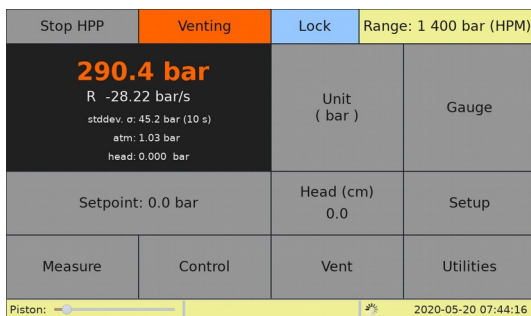 Stop HPP
Venting
Lock
Range: 1 400 bar (HPM)
290.4 bar
R -28.22 bar/s
stddev. σ: 45.2 bar (10 s)
atm: 1.03 bar
head: 0.000 bar
Unit
( bar )
Gauge
Setpoint: 0.0 bar
Head (cm)
0.0
Setup
Measure
Control
Vent
Utilities
Piston:
2020-05-20 07:44:16